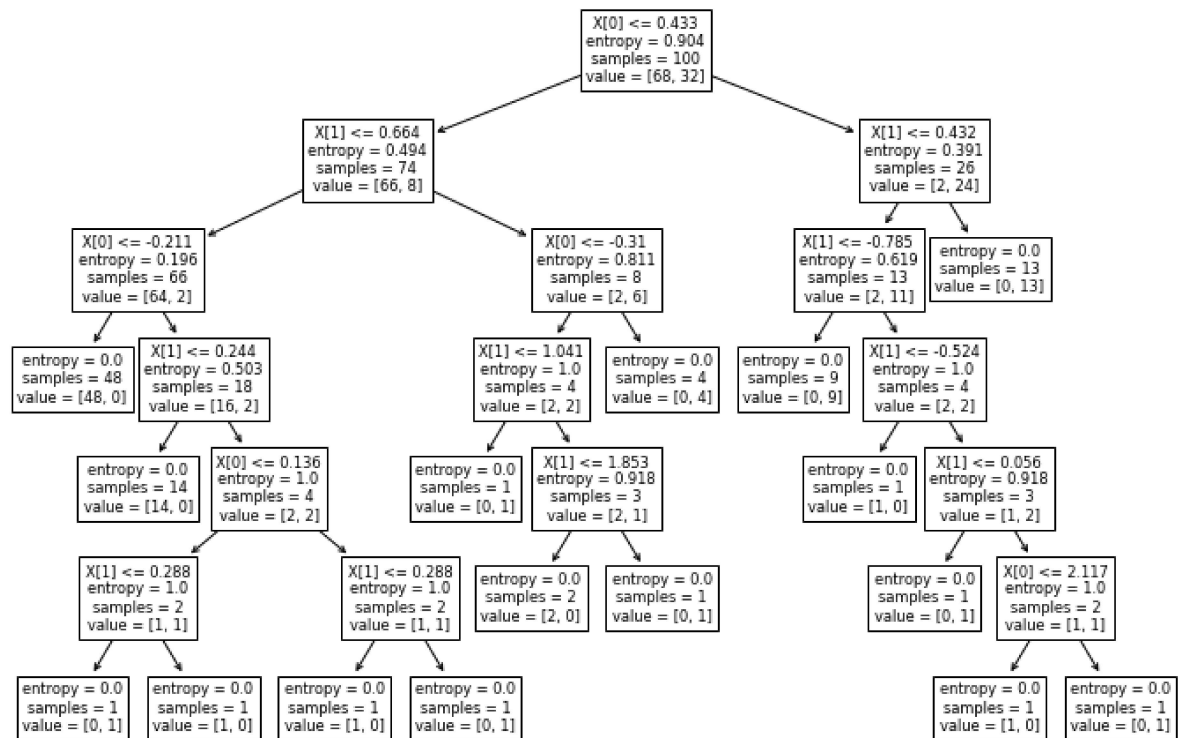 X[0] <= 0.433
entropy = 0.904
samples = 100
value = [68, 32]
X[1] <= 0.664
entropy = 0.494
samples = 74
value = [66, 8]
X[1] <= 0.432
entropy = 0.391
samples = 26
value = [2, 24]
X[0] <= -0.211
entropy = 0.196
samples = 66
value = [64, 2]
X[0] <= -0.31
entropy = 0.811
samples = 8
value = [2, 6]
X[1] <= -0.785
entropy = 0.619
samples = 13
value = [2, 11]
entropy = 0.0
samples = 13
value = [0, 13]
entropy = 0.0
samples = 48
value = [48, 0]
X[1] <= 0.244
entropy = 0.503
samples = 18
value = [16, 2]
X[1] <= 1.041
entropy = 1.0
samples = 4
value = [2, 2]
entropy = 0.0
samples = 4
value = [0, 4]
entropy = 0.0
samples = 9
value = [0, 9]
X[1] <= -0.524
entropy = 1.0
samples = 4
value = [2, 2]
entropy = 0.0
samples = 14
value = [14, 0]
X[0] <= 0.136
entropy = 1.0
samples = 4
value = [2, 2]
entropy = 0.0
samples = 1
value = [0, 1]
X[1] <= 1.853
entropy = 0.918
samples = 3
value = [2, 1]
entropy = 0.0
samples = 1
value = [1, 0]
X[1] <= 0.056
entropy = 0.918
samples = 3
value = [1, 2]
X[1] <= 0.288
entropy = 1.0
samples = 2
value = [1, 1]
X[1] <= 0.288
entropy = 1.0
samples = 2
value = [1, 1]
entropy = 0.0
samples = 2
value = [2, 0]
entropy = 0.0
samples = 1
value = [0, 1]
entropy = 0.0
samples = 1
value = [0, 1]
X[0] <= 2.117
entropy = 1.0
samples = 2
value = [1, 1]
entropy = 0.0
samples = 1
value = [0, 1]
entropy = 0.0
samples = 1
value = [1, 0]
entropy = 0.0
samples = 1
value = [1, 0]
entropy = 0.0
samples = 1
value = [0, 1]
entropy = 0.0
samples = 1
value = [1, 0]
entropy = 0.0
samples = 1
value = [0, 1]